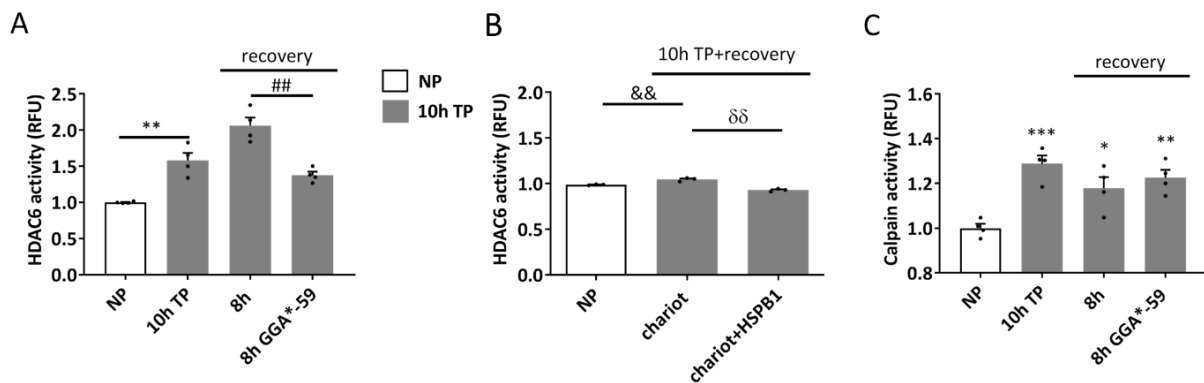 A
recovery
##
**
HDAC6 activity (RFU)
2.5
2.0
1.5
1.0
0.5
0.0
NP
10h TP
8h
8h GGA*-59
NP
10h TP
B
10h TP+recovery
&&
δδ
HDAC6 activity (RFU)
2.0
1.5
1.0
0.5
0.0
NP
chariot
chariot+HSPB1
C
recovery
***
*
**
Calpain activity (RFU)
1.6
1.4
1.2
1.0
0.8
NP
10h TP
8h
8h GGA*-59